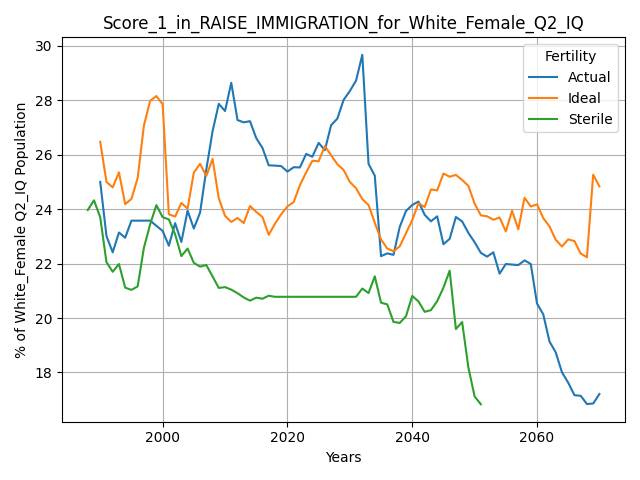 Score_1_in_RAISE_IMMIGRATION_for_White_Female_Q2_IQ
% of White_Female Q2_IQ Population
30
28
26
24
22
20
18
Fertility
Actual
Ideal
Sterile
2000
2020
2040
2060
Years